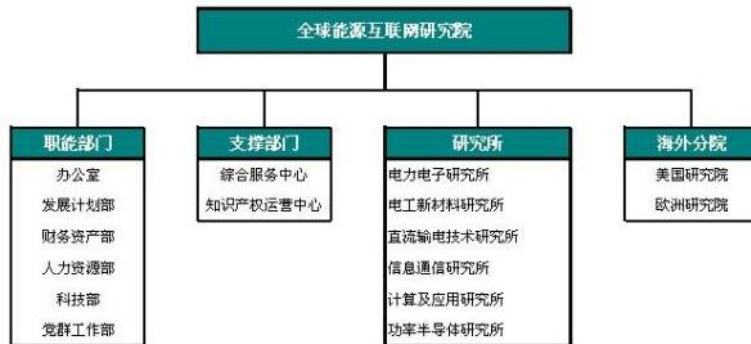 全球能源互联网研究院
职能部门
办公室
发展计划部
财务资产部
人力资源部
科技部
党群工作部
支撑部门
综合服务中心
知识产权运营中心
研究所
电力电子研究所
电工新材料研究所
直流输电技术研究所
信息通信研究所
计算及应用研究所
功率半导体研究所
海外分院
美国研究院
欧洲研究院